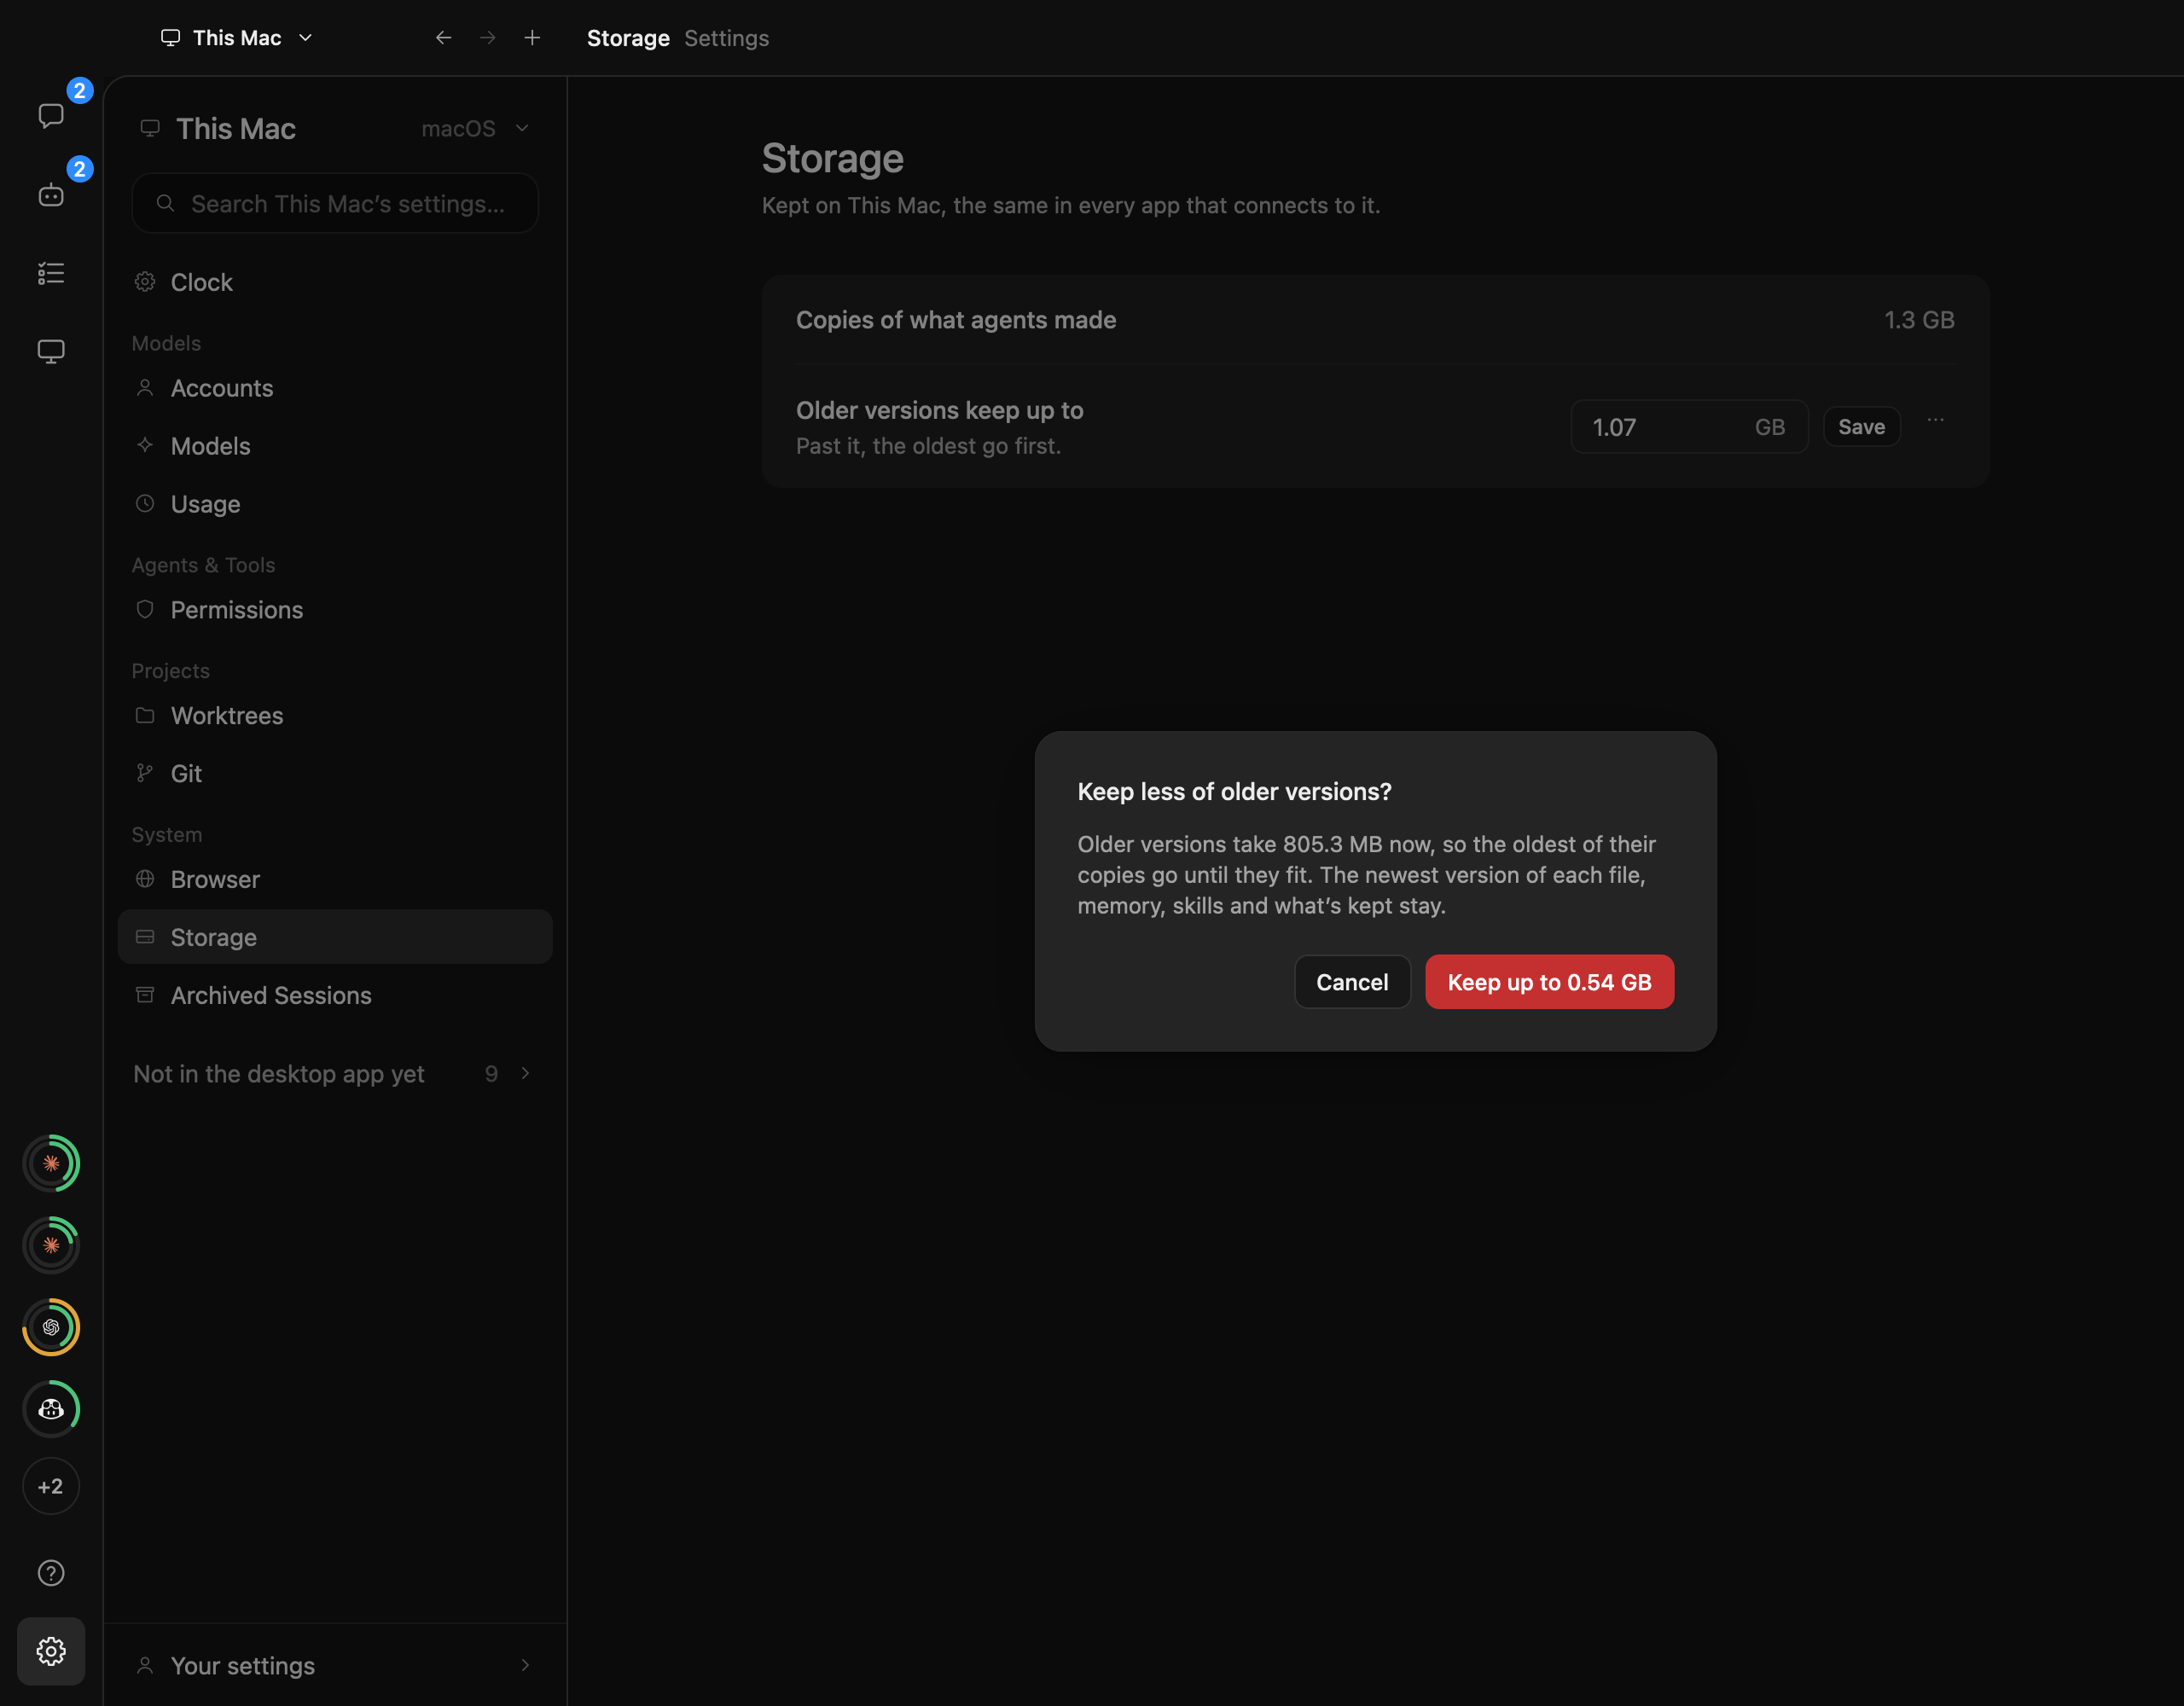 This Mac
Storage Settings
2
2
This Mac
macOS
Search This Mac’s settings...
Clock
Models
Accounts
Models
Usage
Agents & Tools
Permissions
Projects
Worktrees
Git
System
Browser
Storage
Archived Sessions
Not in the desktop app yet 9
+2
Your settings
Storage
Kept on This Mac, the same in every app that connects to it.
Copies of what agents made
1.3 GB
Older versions keep up to
Past it, the oldest go first.
1.07 GB
Save
Keep less of older versions?
Older versions take 805.3 MB now, so the oldest of their
copies go until they fit. The newest version of each file,
memory, skills and what’s kept stay.
Cancel
Keep up to 0.54 GB